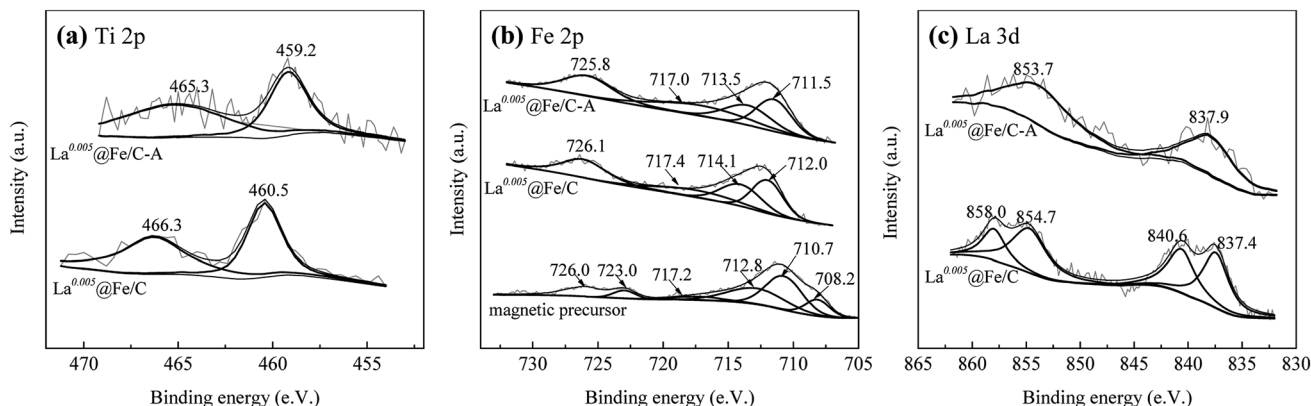 (a) Ti 2p
459.2
465.3
La0.005@Fe/C-A
460.5
466.3
La0.005@Fe/C
Intensity (a.u.)
470 465 460 455
Binding energy (e.V.)
(b) Fe 2p
725.8 717.0 713.5 711.5
La0.005@Fe/C-A
726.1 717.4 714.1 712.0
La0.005@Fe/C
726.0 723.0 717.2 712.8 710.7 708.2
magnetic precursor
Intensity (a.u.)
730 725 720 715 710 705
Binding energy (e.V.)
(c) La 3d
853.7
837.9
La0.005@Fe/C-A
858.0 854.7 840.6 837.4
La0.005@Fe/C
Intensity (a.u.)
865 860 855 850 845 840 835 830
Binding energy (e.V.)